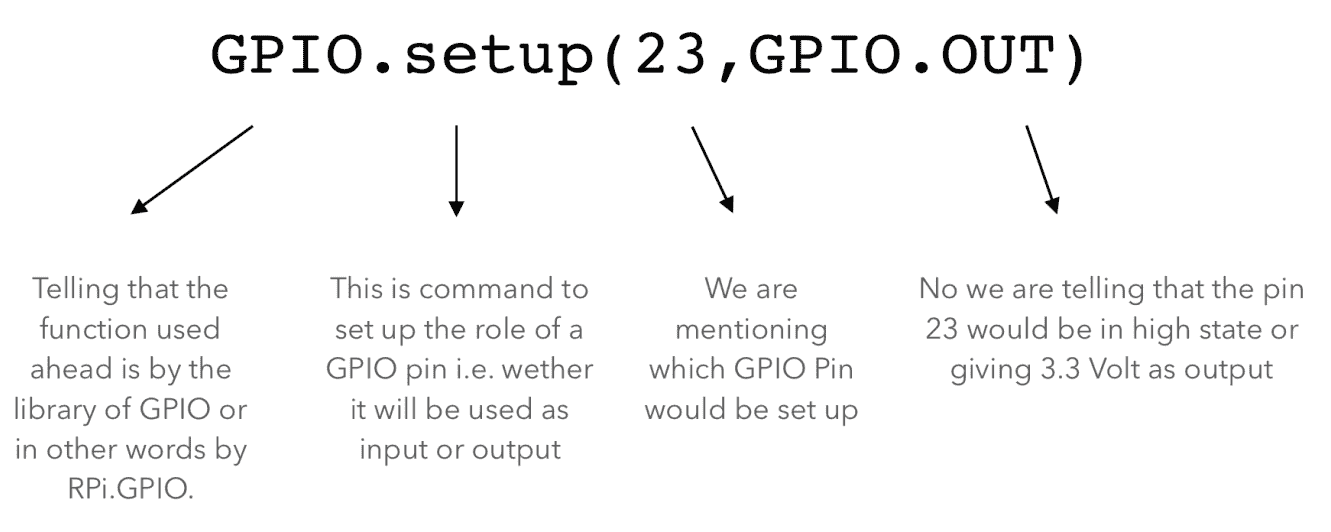 GPIO.setup(23,GPIO.OUT)
Telling that the
function used
ahead is by the
library of GPIO or
in other words by
RPi.GPIO.
This is command to
set up the role of a
GPIO pin i.e. wether
it will be used as
input or output
We are
mentioning
which GPIO Pin
would be set up
No we are telling that the pin
23 would be in high state or
giving 3.3 Volt as output